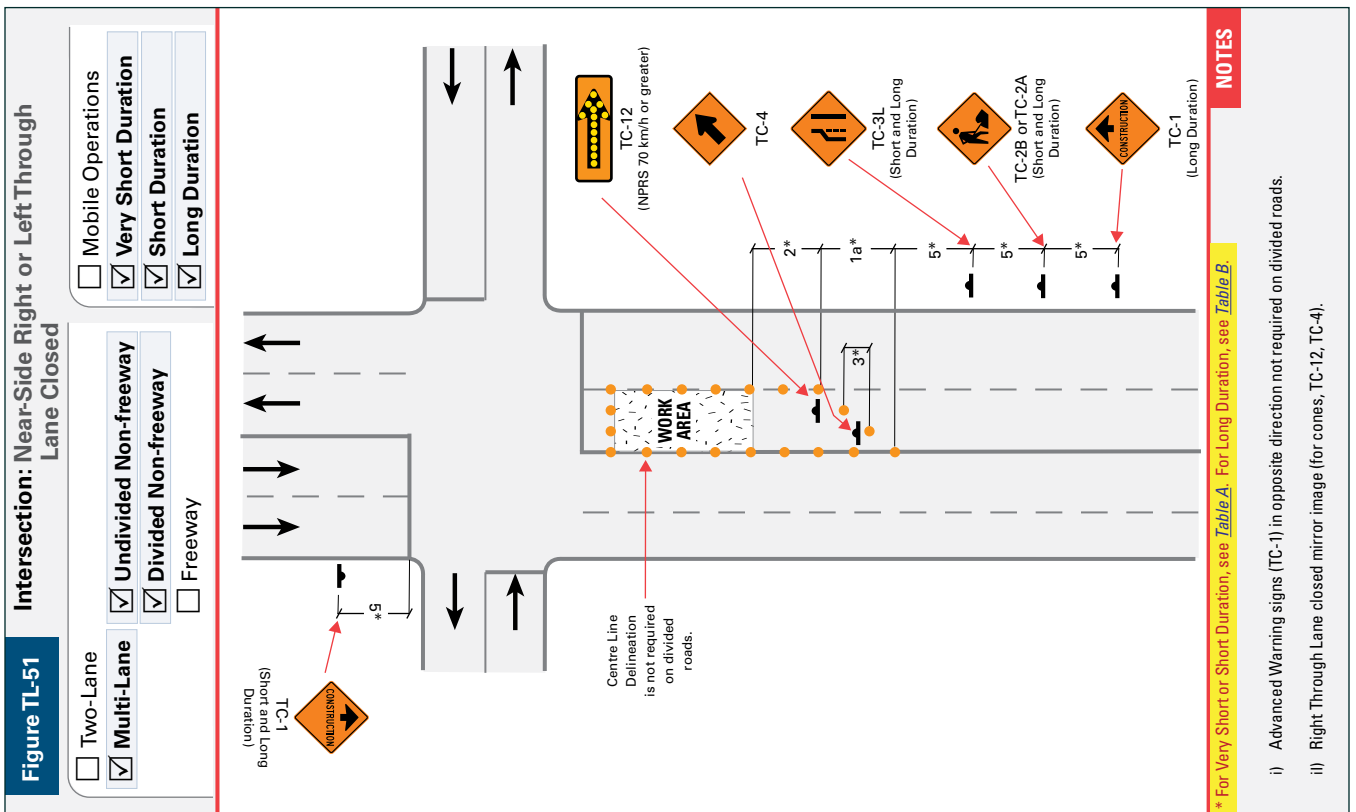 Figure TL-51
Intersection: Near-Side Right or Left Through
Lane Closed
Two-Lane
Multi-Lane
Undivided Non-freeway
Divided Non-freeway
Freeway
Mobile Operations
Very Short Duration
Short Duration
Long Duration
CONSTRUCTION
TC-1
(Short and Long
Duration)
5*
Centre Line
Delineation
is not required
on divided
roads.
WORK
AREA
TC-12
(NPRS 70 km/h or greater)
TC-4
TC-3L
(Short and Long
Duration)
TC-2B or TC-2A
(Short and Long
Duration)
CONSTRUCTION
TC-1
(Long Duration)
2*
1a*
3*
5*
5*
5*
NOTES
* For Very Short or Short Duration, see Table A. For Long Duration, see Table B.
i) Advanced Warning signs (TC-1) in opposite direction not required on divided roads.
iI) Right Through Lane closed mirror image (for cones, TC-12, TC-4).